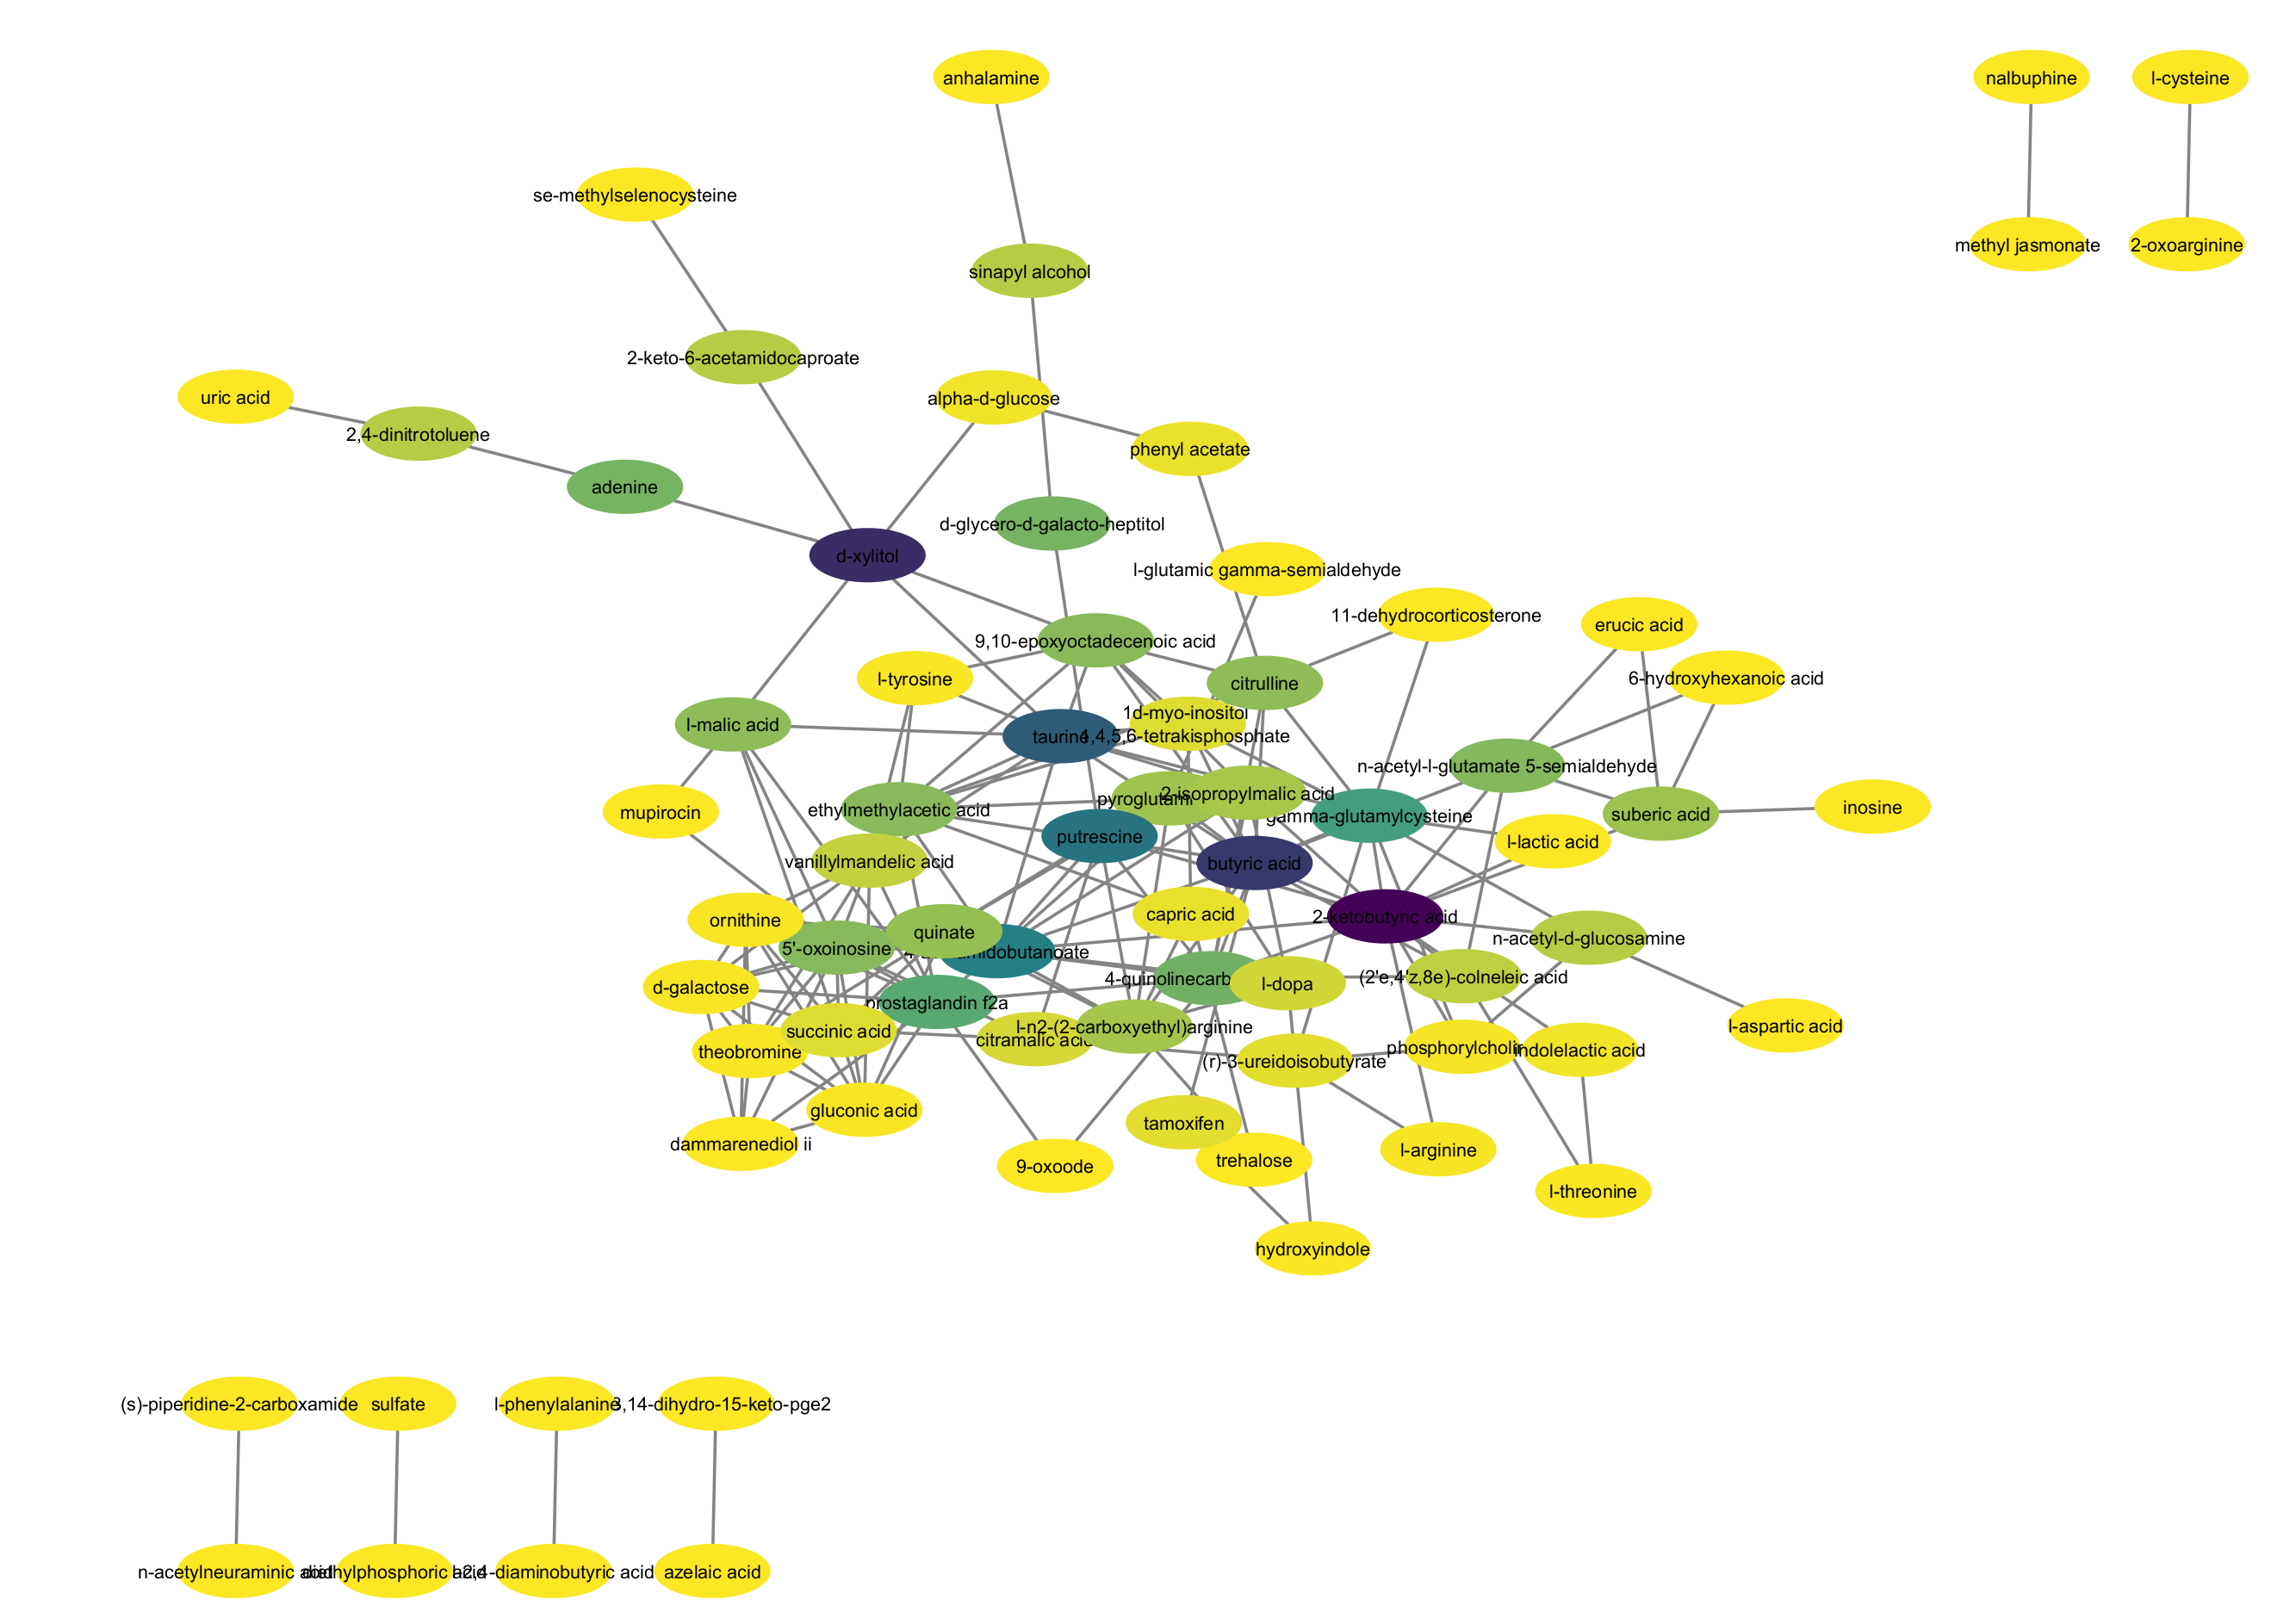 anhalamine
nalbuphine
l-cysteine
se-methylselenocysteine
methyl jasmonate
2-oxoarginine
sinapyl alcohol
2-keto-6-acetamidocaproate
uric acid
alpha-d-glucose
2,4-dinitrotoluene
phenyl acetate
adenine
d-glycero-d-galacto-heptitol
d-xylitol
l-glutamic gamma-semialdehyde
11-dehydrocorticosterone
erucic acid
9,10-epoxyoctadecenoic acid
l-tyrosine
citrulline
6-hydroxyhexanoic acid
l-malic acid
1d-myo-inositol
taurine
1,4,5,6-tetrakisphosphate
n-acetyl-l-glutamate 5-semialdehyde
2-isopropylmalic acid
pyroglutami
mupirocin
ethylmethylacetic acid
gamma-glutamylcysteine
suberic acid
inosine
putrescine
l-lactic acid
vanillylmandelic acid
butyric acid
capric acid
2-ketobutyric acid
ornithine
quinate
5'-oxoinosine
amidobutanoate
n-acetyl-d-glucosamine
4-quinolinecarb
(2'e,4'z,8e)-colneleic acid
d-galactose
l-dopa
prostaglandin f2a
l-n2-(2-carboxyethyl)arginine
l-aspartic acid
succinic acid
citramalic acid
theobromine
(r)-3-ureidoisobutyrate
phosphorylcholin
indolelactic acid
gluconic acid
tamoxifen
dammarenediol ii
l-arginine
9-oxoode
trehalose
l-threonine
hydroxyindole
(s)-piperidine-2-carboxamide
sulfate
l-phenylalanine
3,14-dihydro-15-keto-pge2
n-acetylneuraminic acid
diethylphosphoric acid
l-2,4-diaminobutyric acid
azelaic acid